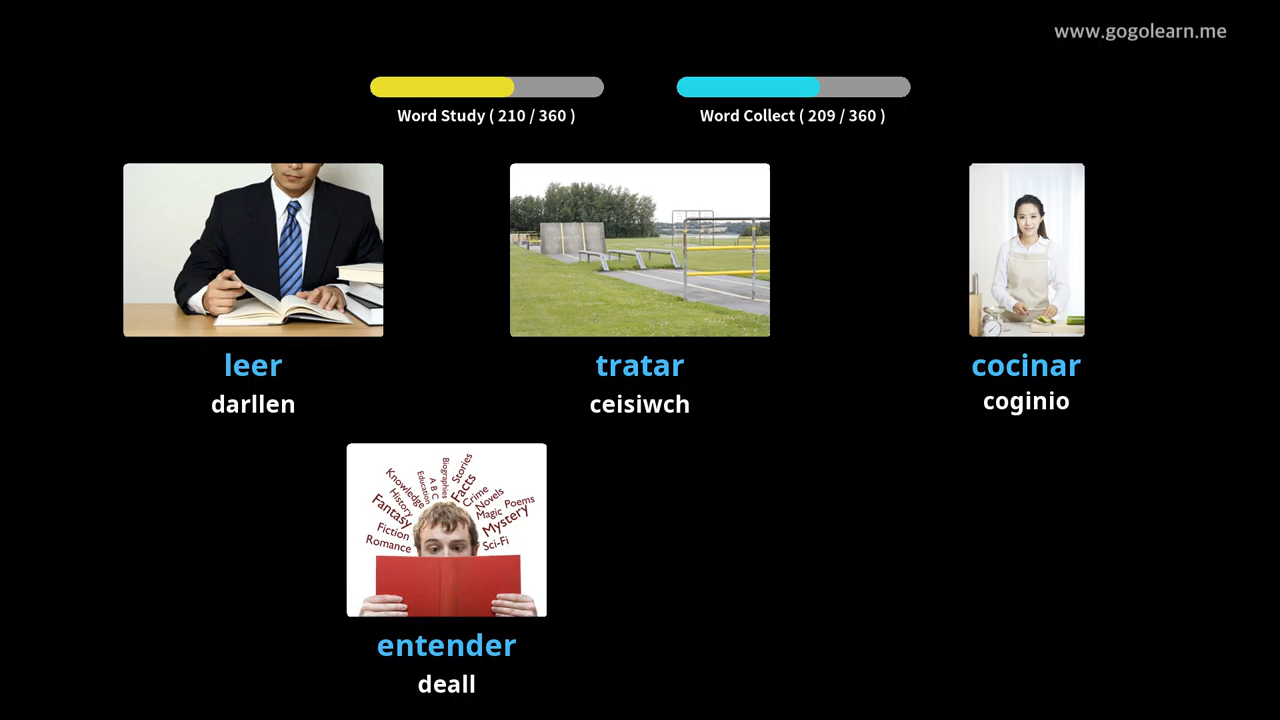 www.gogolearn.me
Word Study ( 210 / 360 )
Word Collect ( 209 / 360 )
leer
tratar
cocinar
darllen
ceisiwch
coginio
Biographies
Stories
Knowledge
Education
A B C
Facts
Crime
History
Novels
Fantasy
Magic
Poems
Mystery
Fiction
Romance
Sci-Fi
entender
deall